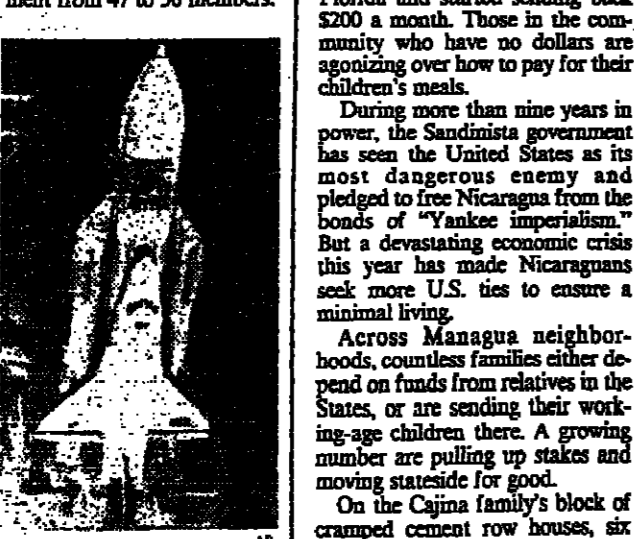 ment from 47 to 56 members.
AP
Florida and started sending back
$200 a month. Those in the com-
munity who have no dollars are
agonizing over how to pay for their
children's meals.
During more than nine years in
power, the Sandinista government
has seen the United States as its
most dangerous enemy and
pledged to free Nicaragua from the
bonds of "Yankee imperialism."
But a devastating economic crisis
this year has made Nicaraguans
seek more U.S. ties to ensure a
minimal living.
Across Managua neighbor-
hoods, countless families either de-
pend on funds from relatives in the
States, or are sending their work-
ing-age children there. A growing
number are pulling up stakes and
moving stateside for good.
On the Cajina family's block of
cramped cement row houses, six